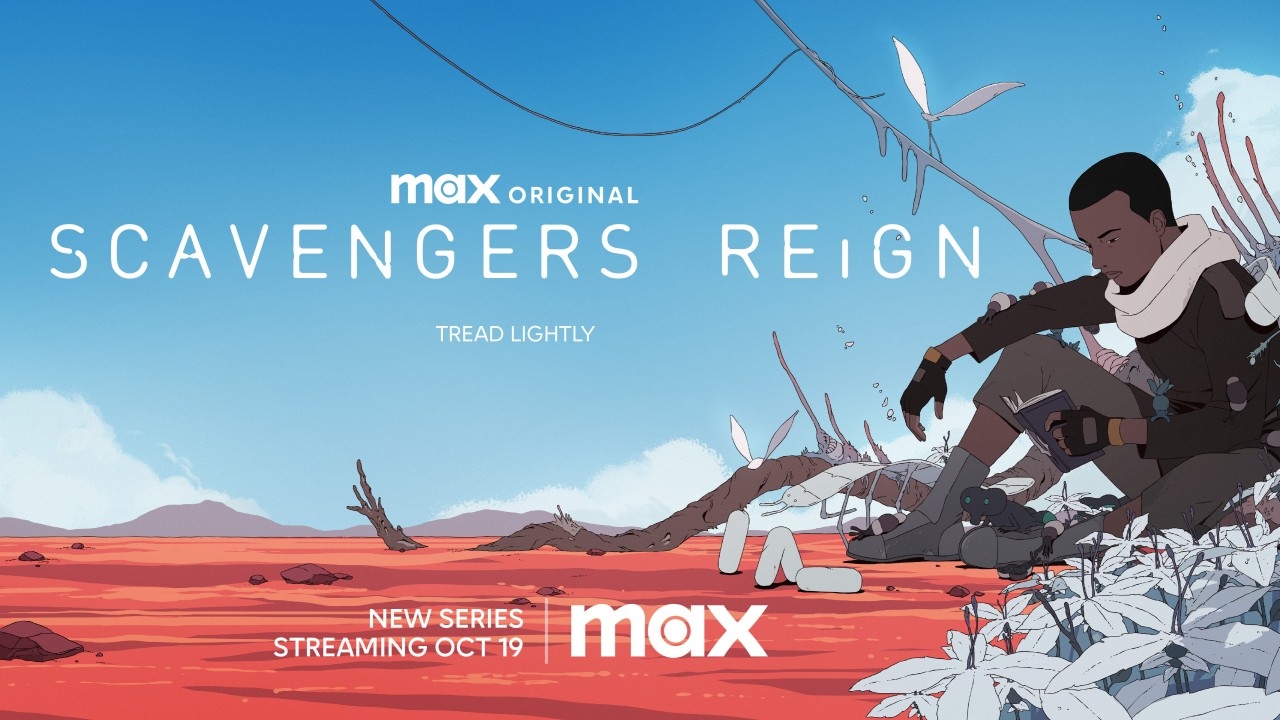 max ORIGINAL
SCAVENGERS REiGN
TREAD LIGHTLY
NEW SERIES
STREAMING OCT 19
max